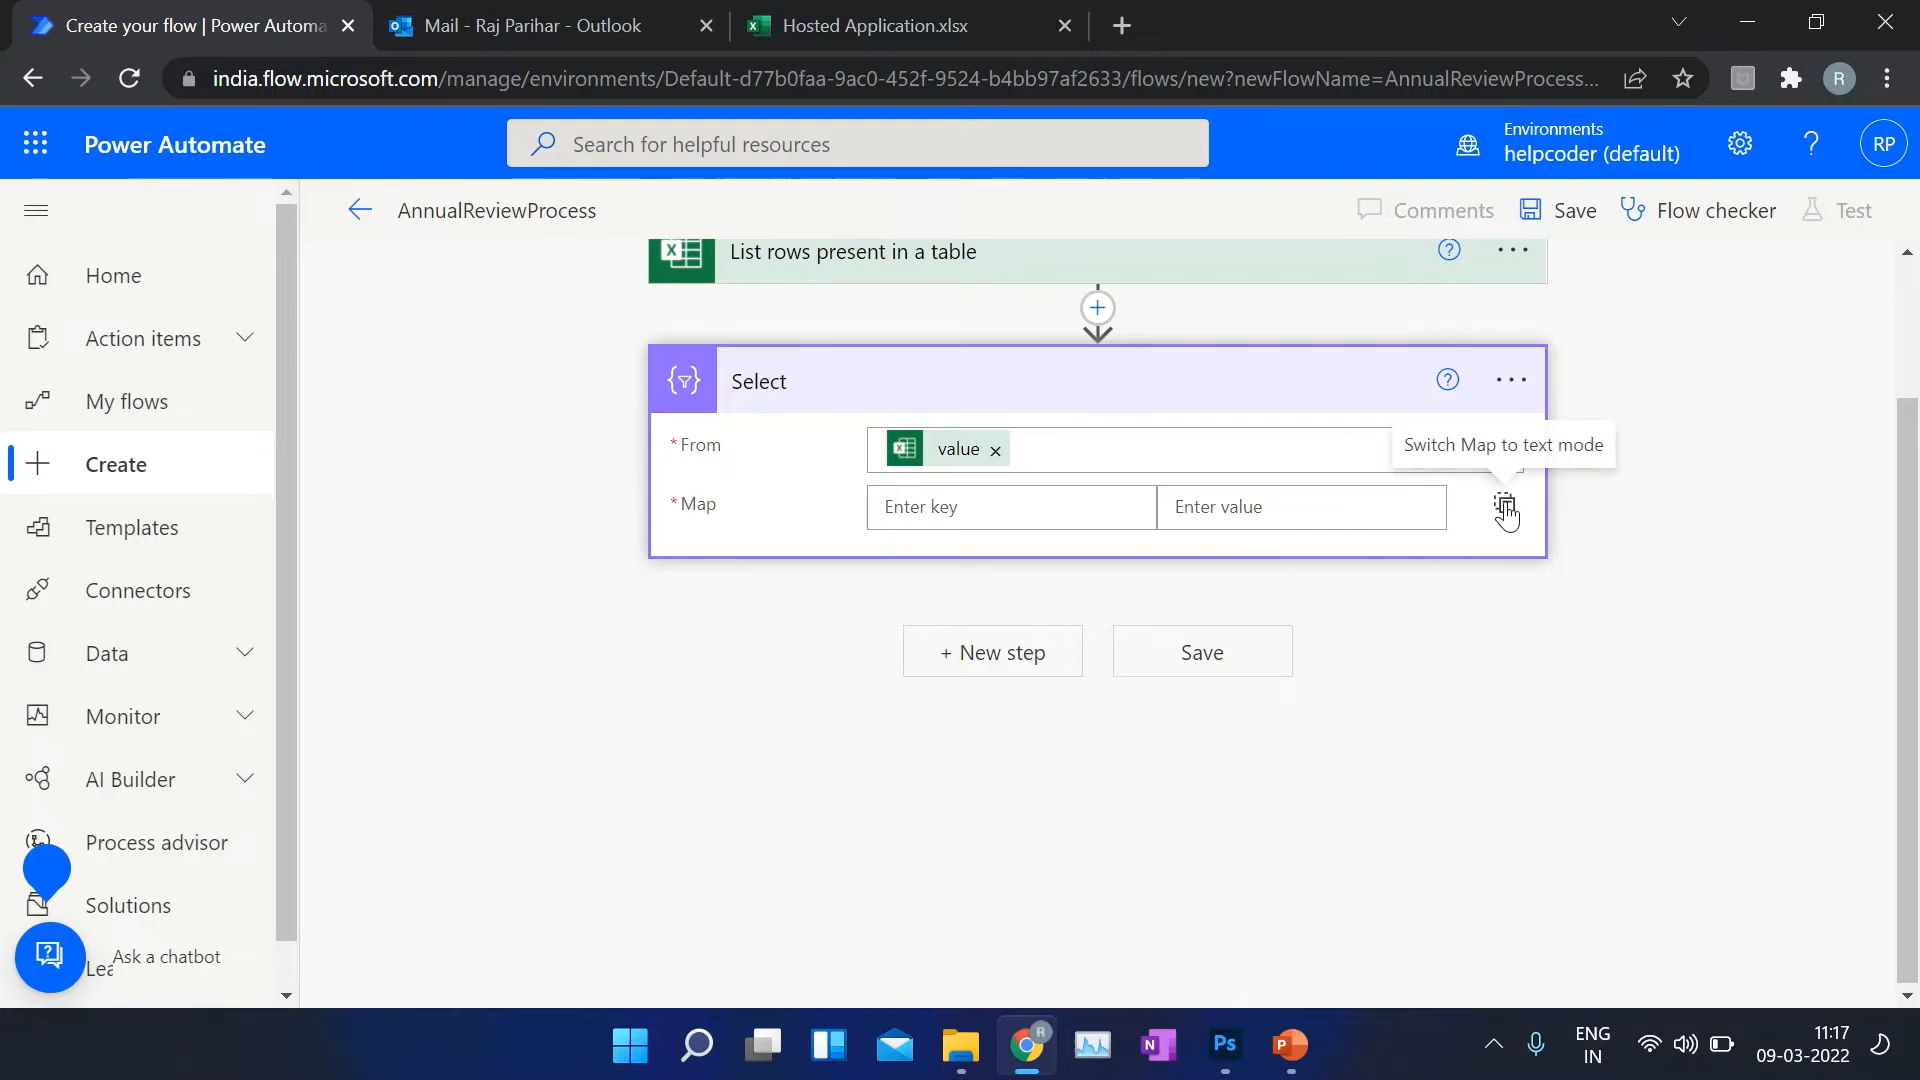 Create your flow | Power Automa
Mail - Raj Parihar - Outlook
Hosted Application.xlsx
india.flow.microsoft.com/manage/environments/Default-d77b0faa-9ac0-452f-9524-b4bb97af2633/flows/new?newFlowName=AnnualReviewProcess...
R
Power Automate
Search for helpful resources
Environments
helpcoder (default)
RP
AnnualReviewProcess
Comments
Save
Flow checker
Test
Home
Action items
My flows
Create
Templates
Connectors
Data
Monitor
AI Builder
Process advisor
Solutions
Lea
Ask a chatbot
List rows present in a table
Select
* From
value
Switch Map to text mode
* Map
Enter key
Enter value
+ New step
Save
R
N
Ps
P
ENG
IN
11:17
09-03-2022